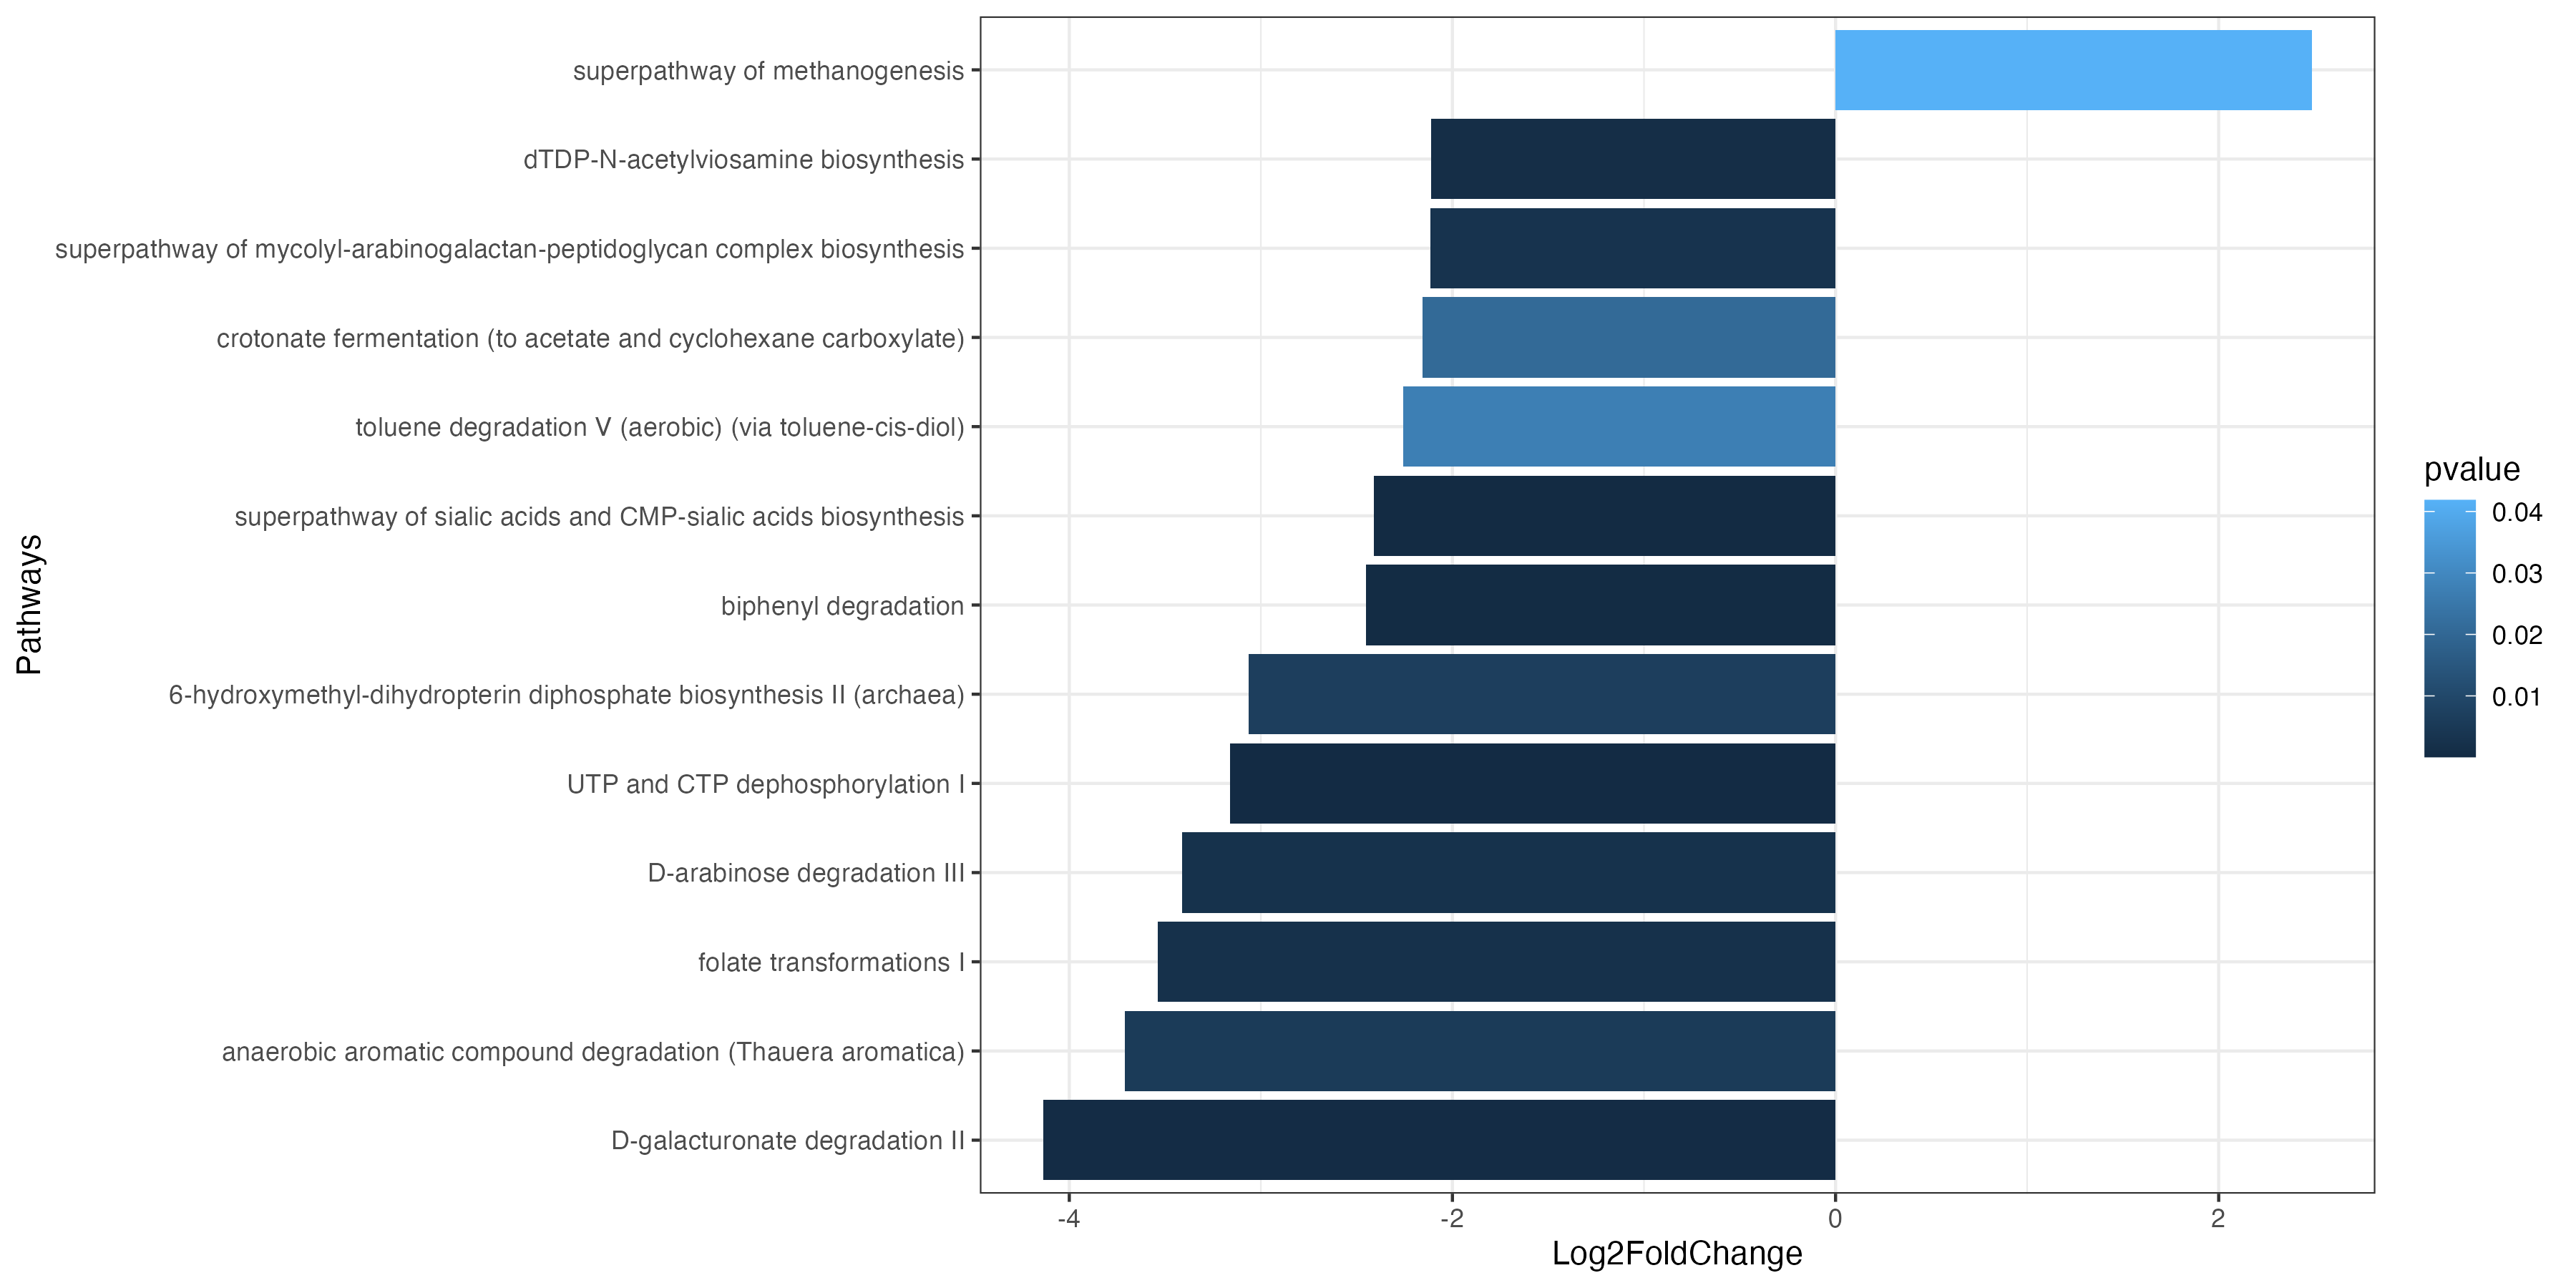 superpathway of methanogenesis
dTDP-N-acetylviosamine biosynthesis
superpathway of mycolyl-arabinogalactan-peptidoglycan complex biosynthesis
crotonate fermentation (to acetate and cyclohexane carboxylate)
toluene degradation V (aerobic) (via toluene-cis-diol)
superpathway of sialic acids and CMP-sialic acids biosynthesis
biphenyl degradation
6-hydroxymethyl-dihydropterin diphosphate biosynthesis II (archaea)
UTP and CTP dephosphorylation I
D-arabinose degradation III
folate transformations I
anaerobic aromatic compound degradation (Thauera aromatica)
D-galacturonate degradation II
Pathways
-4
-2
0
2
Log2FoldChange
pvalue
0.04
0.03
0.02
0.01